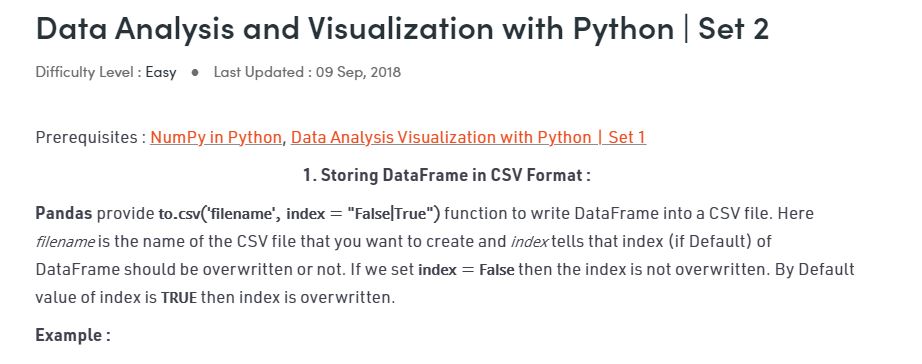 Data Analysis and Visualization with Python | Set 2
Difficulty Level : Easy ● Last Updated : 09 Sep, 2018
Prerequisites : NumPy in Python, Data Analysis Visualization with Python | Set 1
1. Storing DataFrame in CSV Format :
Pandas provide to.csv('filename', index = "False|True") function to write DataFrame into a CSV file. Here
filename is the name of the CSV file that you want to create and index tells that index (if Default) of
DataFrame should be overwritten or not. If we set index = False then the index is not overwritten. By Default
value of index is TRUE then index is overwritten.
Example :